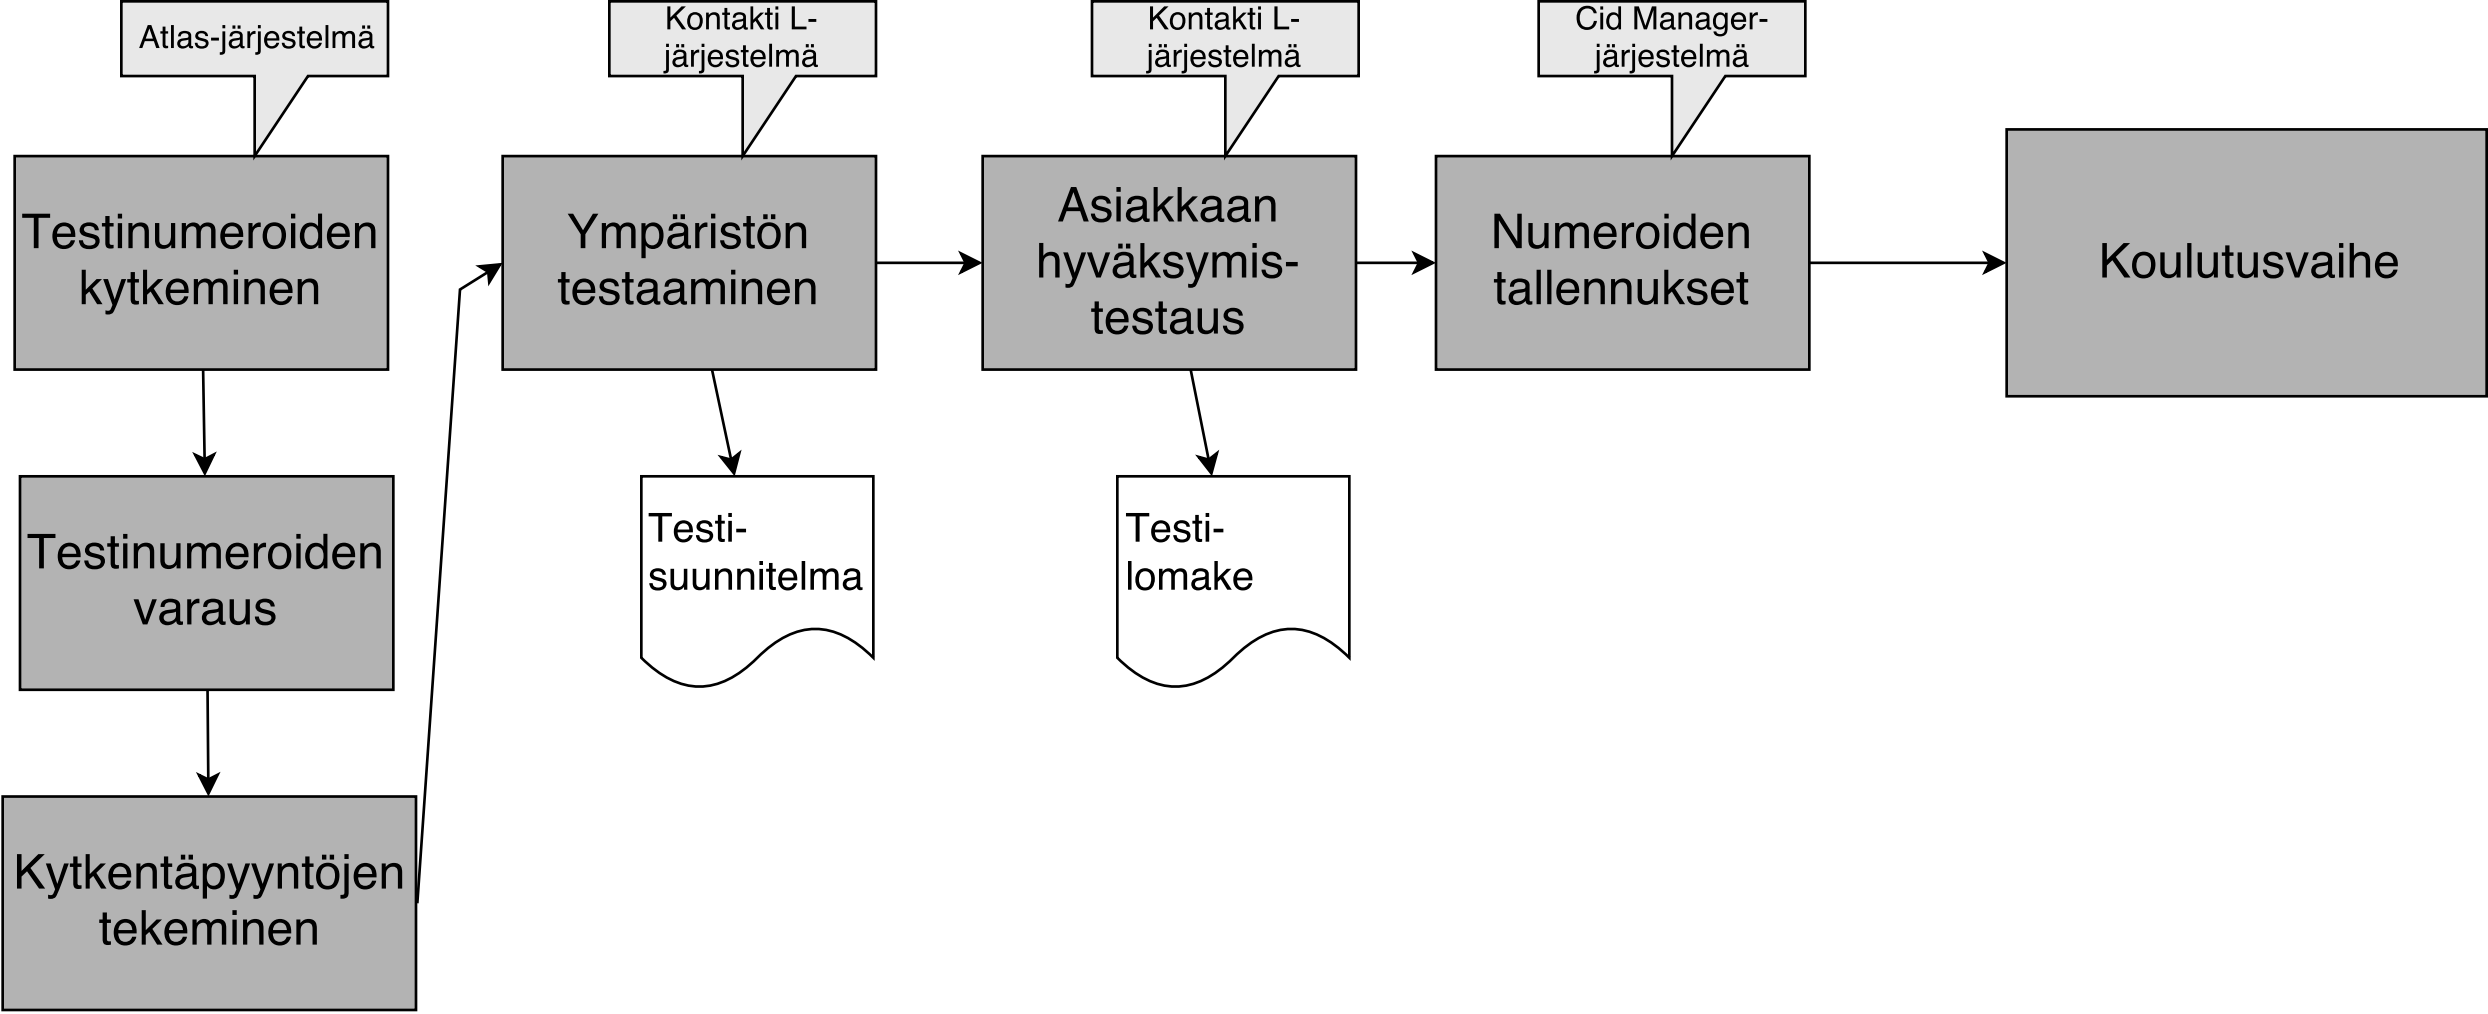 Atlas-järjestelmä
Kontakti L-
järjestelmä
Kontakti L-
järjestelmä
Cid Manager-
järjestelmä
Testinumeroiden
kytkeminen
Ympäristön
testaaminen
Asiakkaan
hyväksymis-
testaus
Numeroiden
tallennukset
Koulutusvaihe
Testinumeroiden
varaus
Testi-
suunnitelma
Testi-
lomake
Kytkentäpyyntöjen
tekeminen